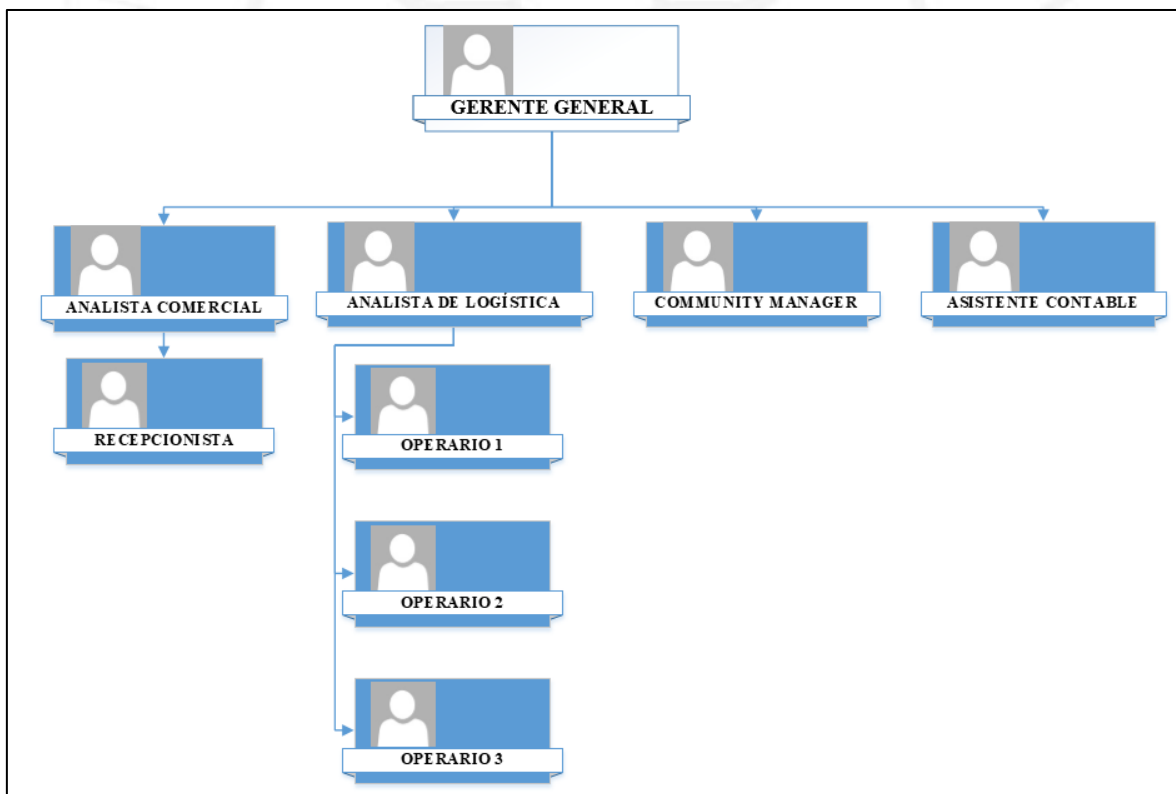 GERENTE GENERAL
ANALISTA COMERCIAL
ANALISTA DE LOGÍSTICA
COMMUNITY MANAGER
ASISTENTE CONTABLE
RECEPCIONISTA
OPERARIO 1
OPERARIO 2
OPERARIO 3